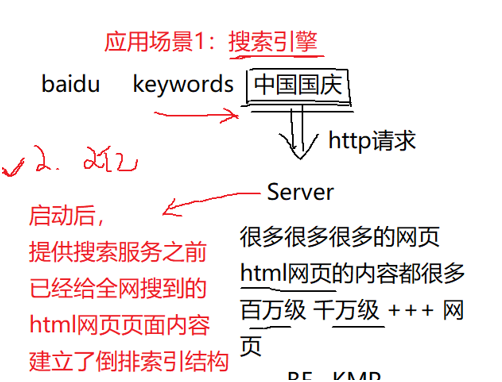 应用场景1：搜索引擎
baidu keywords 中国国庆
http请求
2. 2亿
Server
启动后，
提供搜索服务之前
已经给全网搜到的
html网页页面内容
建立了倒排索引结构
很多很多很多的网页
html网页的内容都很多
百万级 千万级 +++ 网
页
BF KMP